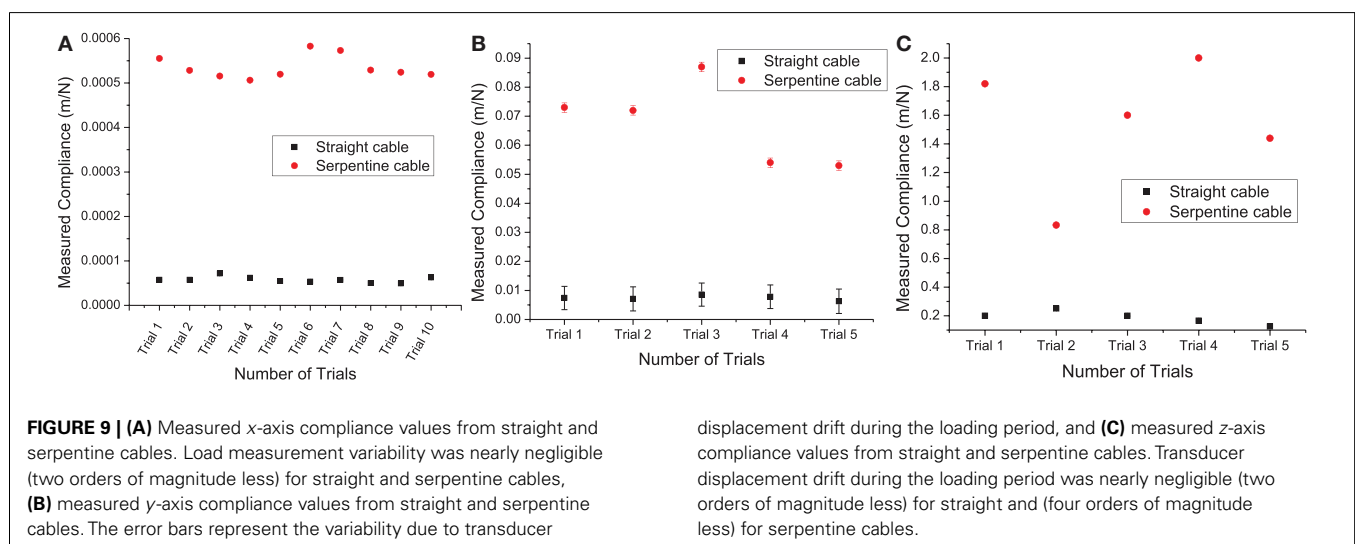 A
0.0006
0.0005
0.0004
0.0003
0.0002
0.0001
0.0000
Measured Compliance (m/N)
Straight cable
Serpentine cable
Trial 1
Trial 2
Trial 3
Trial 4
Trial 5
Trial 6
Trial 7
Trial 8
Trial 9
Trial 10
Number of Trials
B
0.09
0.08
0.07
0.06
0.05
0.04
0.03
0.02
0.01
0.00
Measured Compliance (m/N)
Straight cable
Serpentine cable
Trial 1
Trial 2
Trial 3
Trial 4
Trial 5
Number of Trials
C
2.0
1.8
1.6
1.4
1.2
1.0
0.8
0.6
0.4
0.2
Measured Compliance (m/N)
Straight cable
Serpentine cable
Trial 1
Trial 2
Trial 3
Trial 4
Trial 5
Number of Trials
FIGURE 9 | (A) Measured x-axis compliance values from straight and
serpentine cables. Load measurement variability was nearly negligible
(two orders of magnitude less) for straight and serpentine cables,
(B) measured y-axis compliance values from straight and serpentine
cables. The error bars represent the variability due to transducer
displacement drift during the loading period, and (C) measured z-axis
compliance values from straight and serpentine cables. Transducer
displacement drift during the loading period was nearly negligible (two
orders of magnitude less) for straight and (four orders of magnitude
less) for serpentine cables.